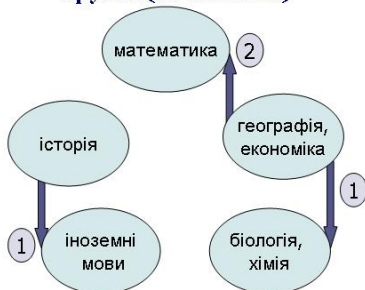 математика
2
історія
географія,
економіка
1
1
іноземні
мови
біологія,
хімія